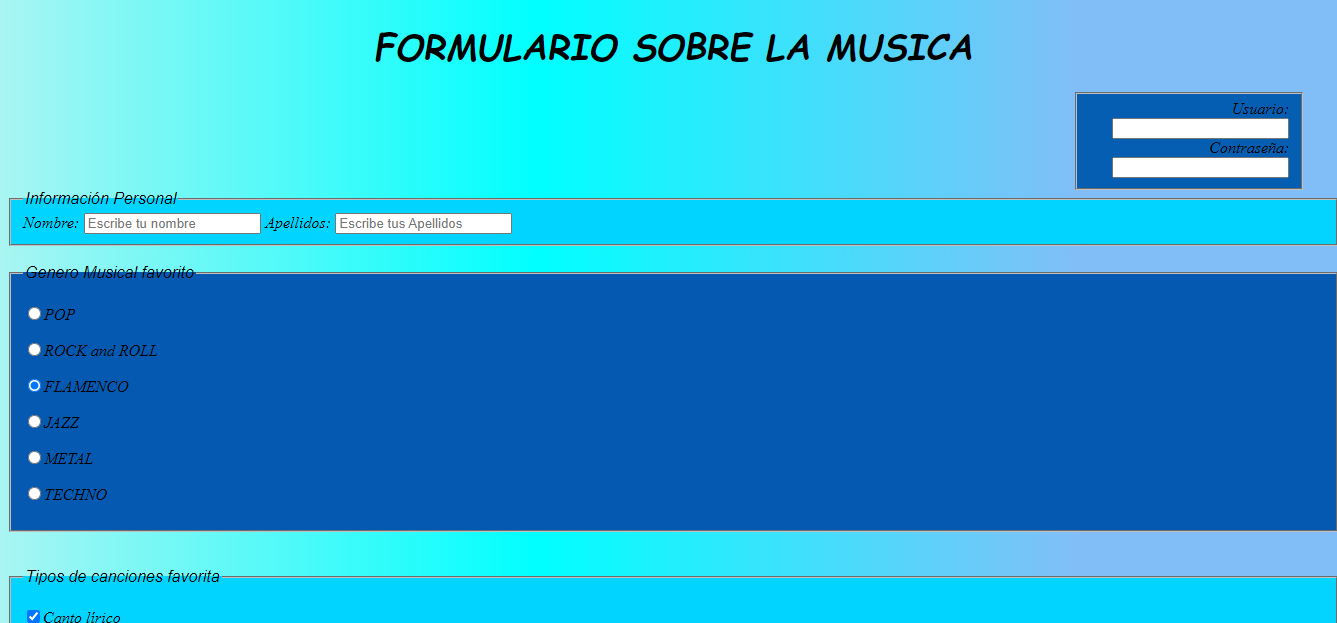 FORMULARIO SOBRE LA MUSICA
Usuario:
Contraseña:
Información Personal
Nombre: Escribe tu nombre Apellidos: Escribe tus Apellidos
Genero Musical favorito
POP
ROCK and ROLL
FLAMENCO
JAZZ
METAL
TECHNO
Tipos de canciones favorita
Canto lírico